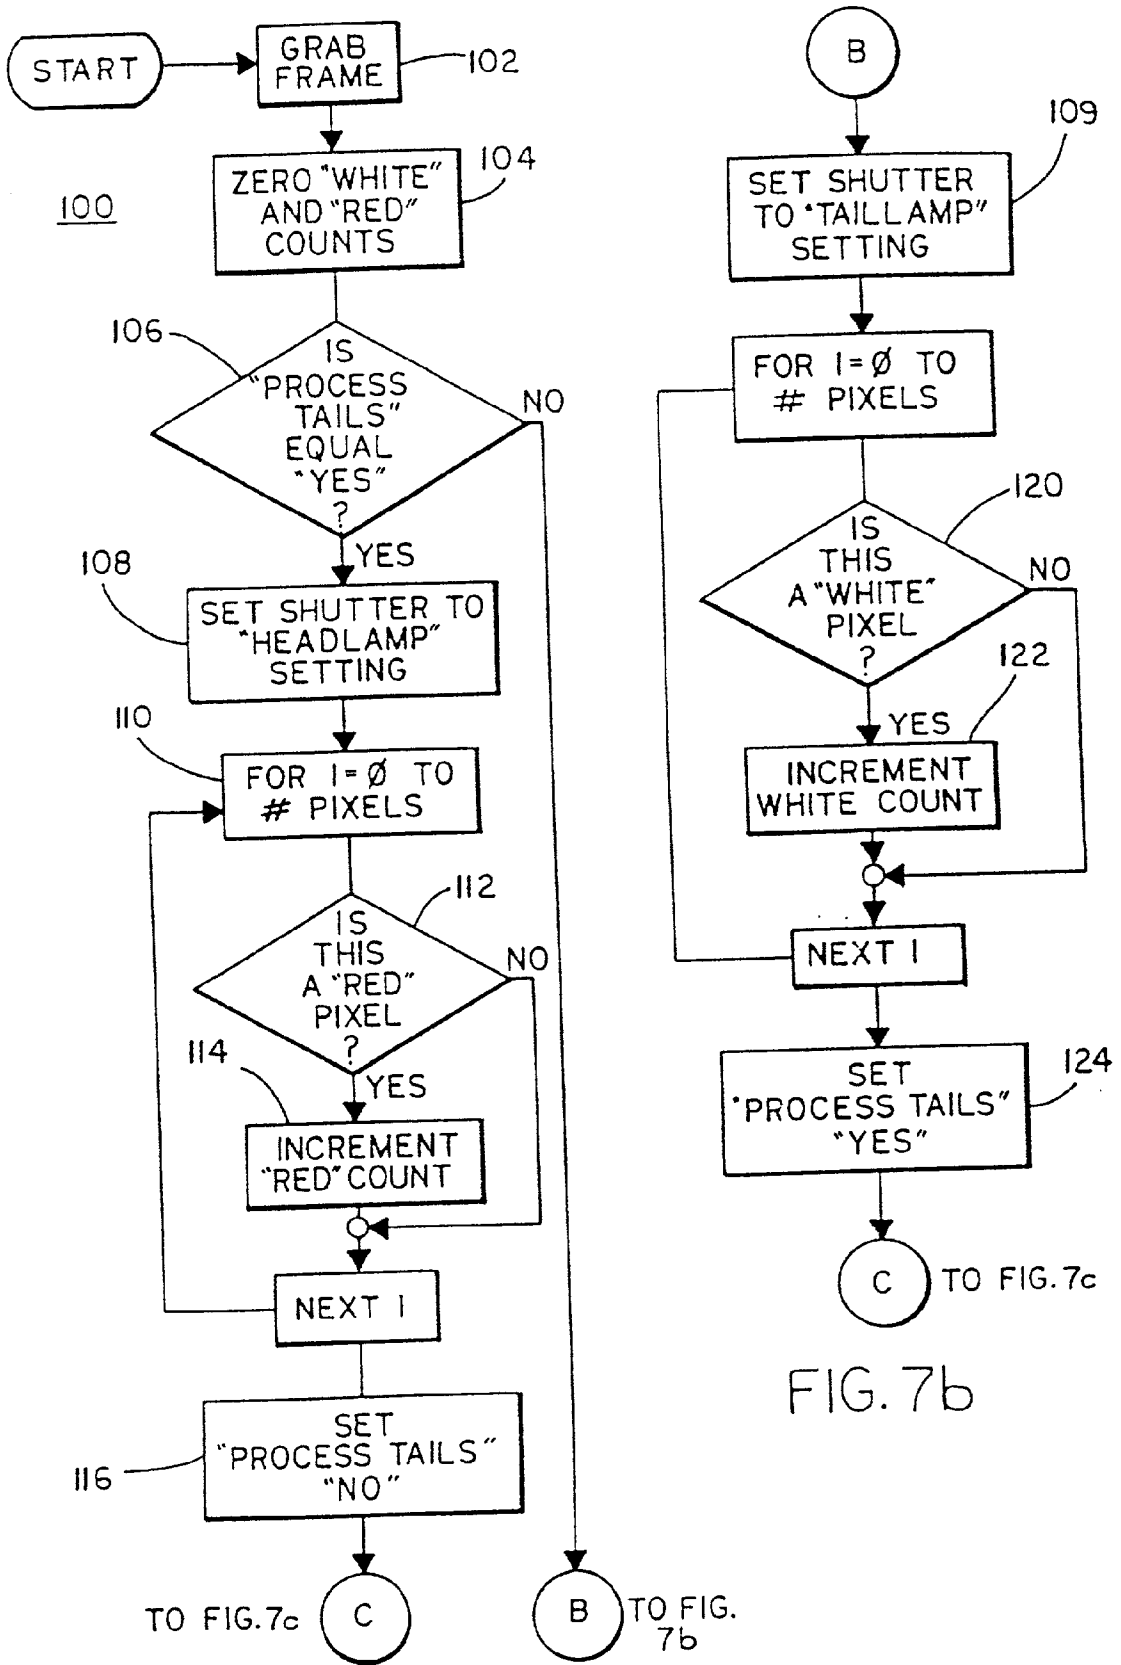 START
GRAB
FRAME
102
100
ZERO "WHITE"
AND "RED"
COUNTS
104
106
IS
"PROCESS
TAILS"
EQUAL
"YES"
?
NO
YES
108
SET SHUTTER TO
"HEADLAMP"
SETTING
110
FOR I=Ø TO
# PIXELS
112
IS
THIS
A "RED"
PIXEL
?
NO
YES
114
INCREMENT
"RED" COUNT
NEXT I
116
SET
"PROCESS TAILS"
"NO"
TO FIG.7c
C
B
TO FIG.
7b
B
109
SET SHUTTER
TO "TAILLAMP"
SETTING
FOR I=Ø TO
# PIXELS
120
IS
THIS
A "WHITE"
PIXEL
?
NO
YES
122
INCREMENT
WHITE COUNT
NEXT I
124
SET
"PROCESS TAILS"
"YES"
C
TO FIG.7c
FIG. 7b